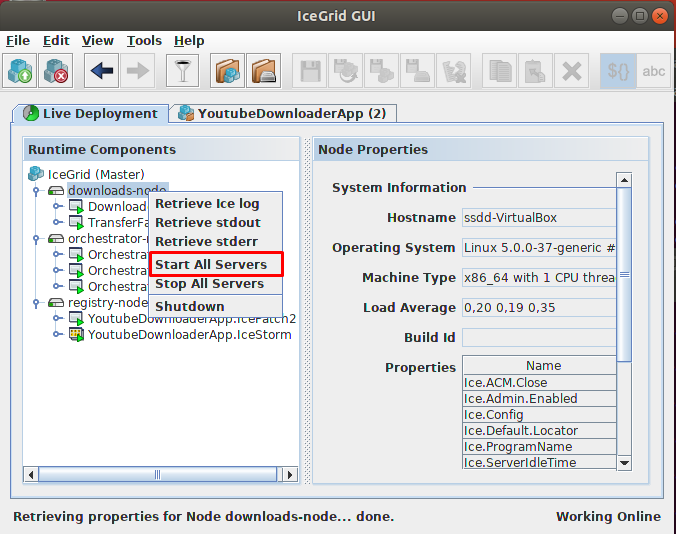 IceGrid GUI
File Edit View Tools Help
${} abc
Live Deployment
YoutubeDownloaderApp (2)
Runtime Components
IceGrid (Master)
downloads-node
Download
TransferFa
orchestrator-n
Orchestra
Orchestra
Orchestra
registry-node
YoutubeDownloaderApp.IcePatch2
YoutubeDownloaderApp.IceStorm
Retrieve Ice log
Retrieve stdout
Retrieve stderr
Start All Servers
Stop All Servers
Shutdown
Node Properties
System Information
Hostname ssdd-VirtualBox
Operating System Linux 5.0.0-37-generic #
Machine Type x86_64 with 1 CPU threa
Load Average 0,20 0,19 0,35
Build Id
Properties Name
Ice.ACM.Close
Ice.Admin.Enabled
Ice.Config
Ice.Default.Locator
Ice.ProgramName
Ice.ServerIdleTime
Retrieving properties for Node downloads-node... done. Working Online